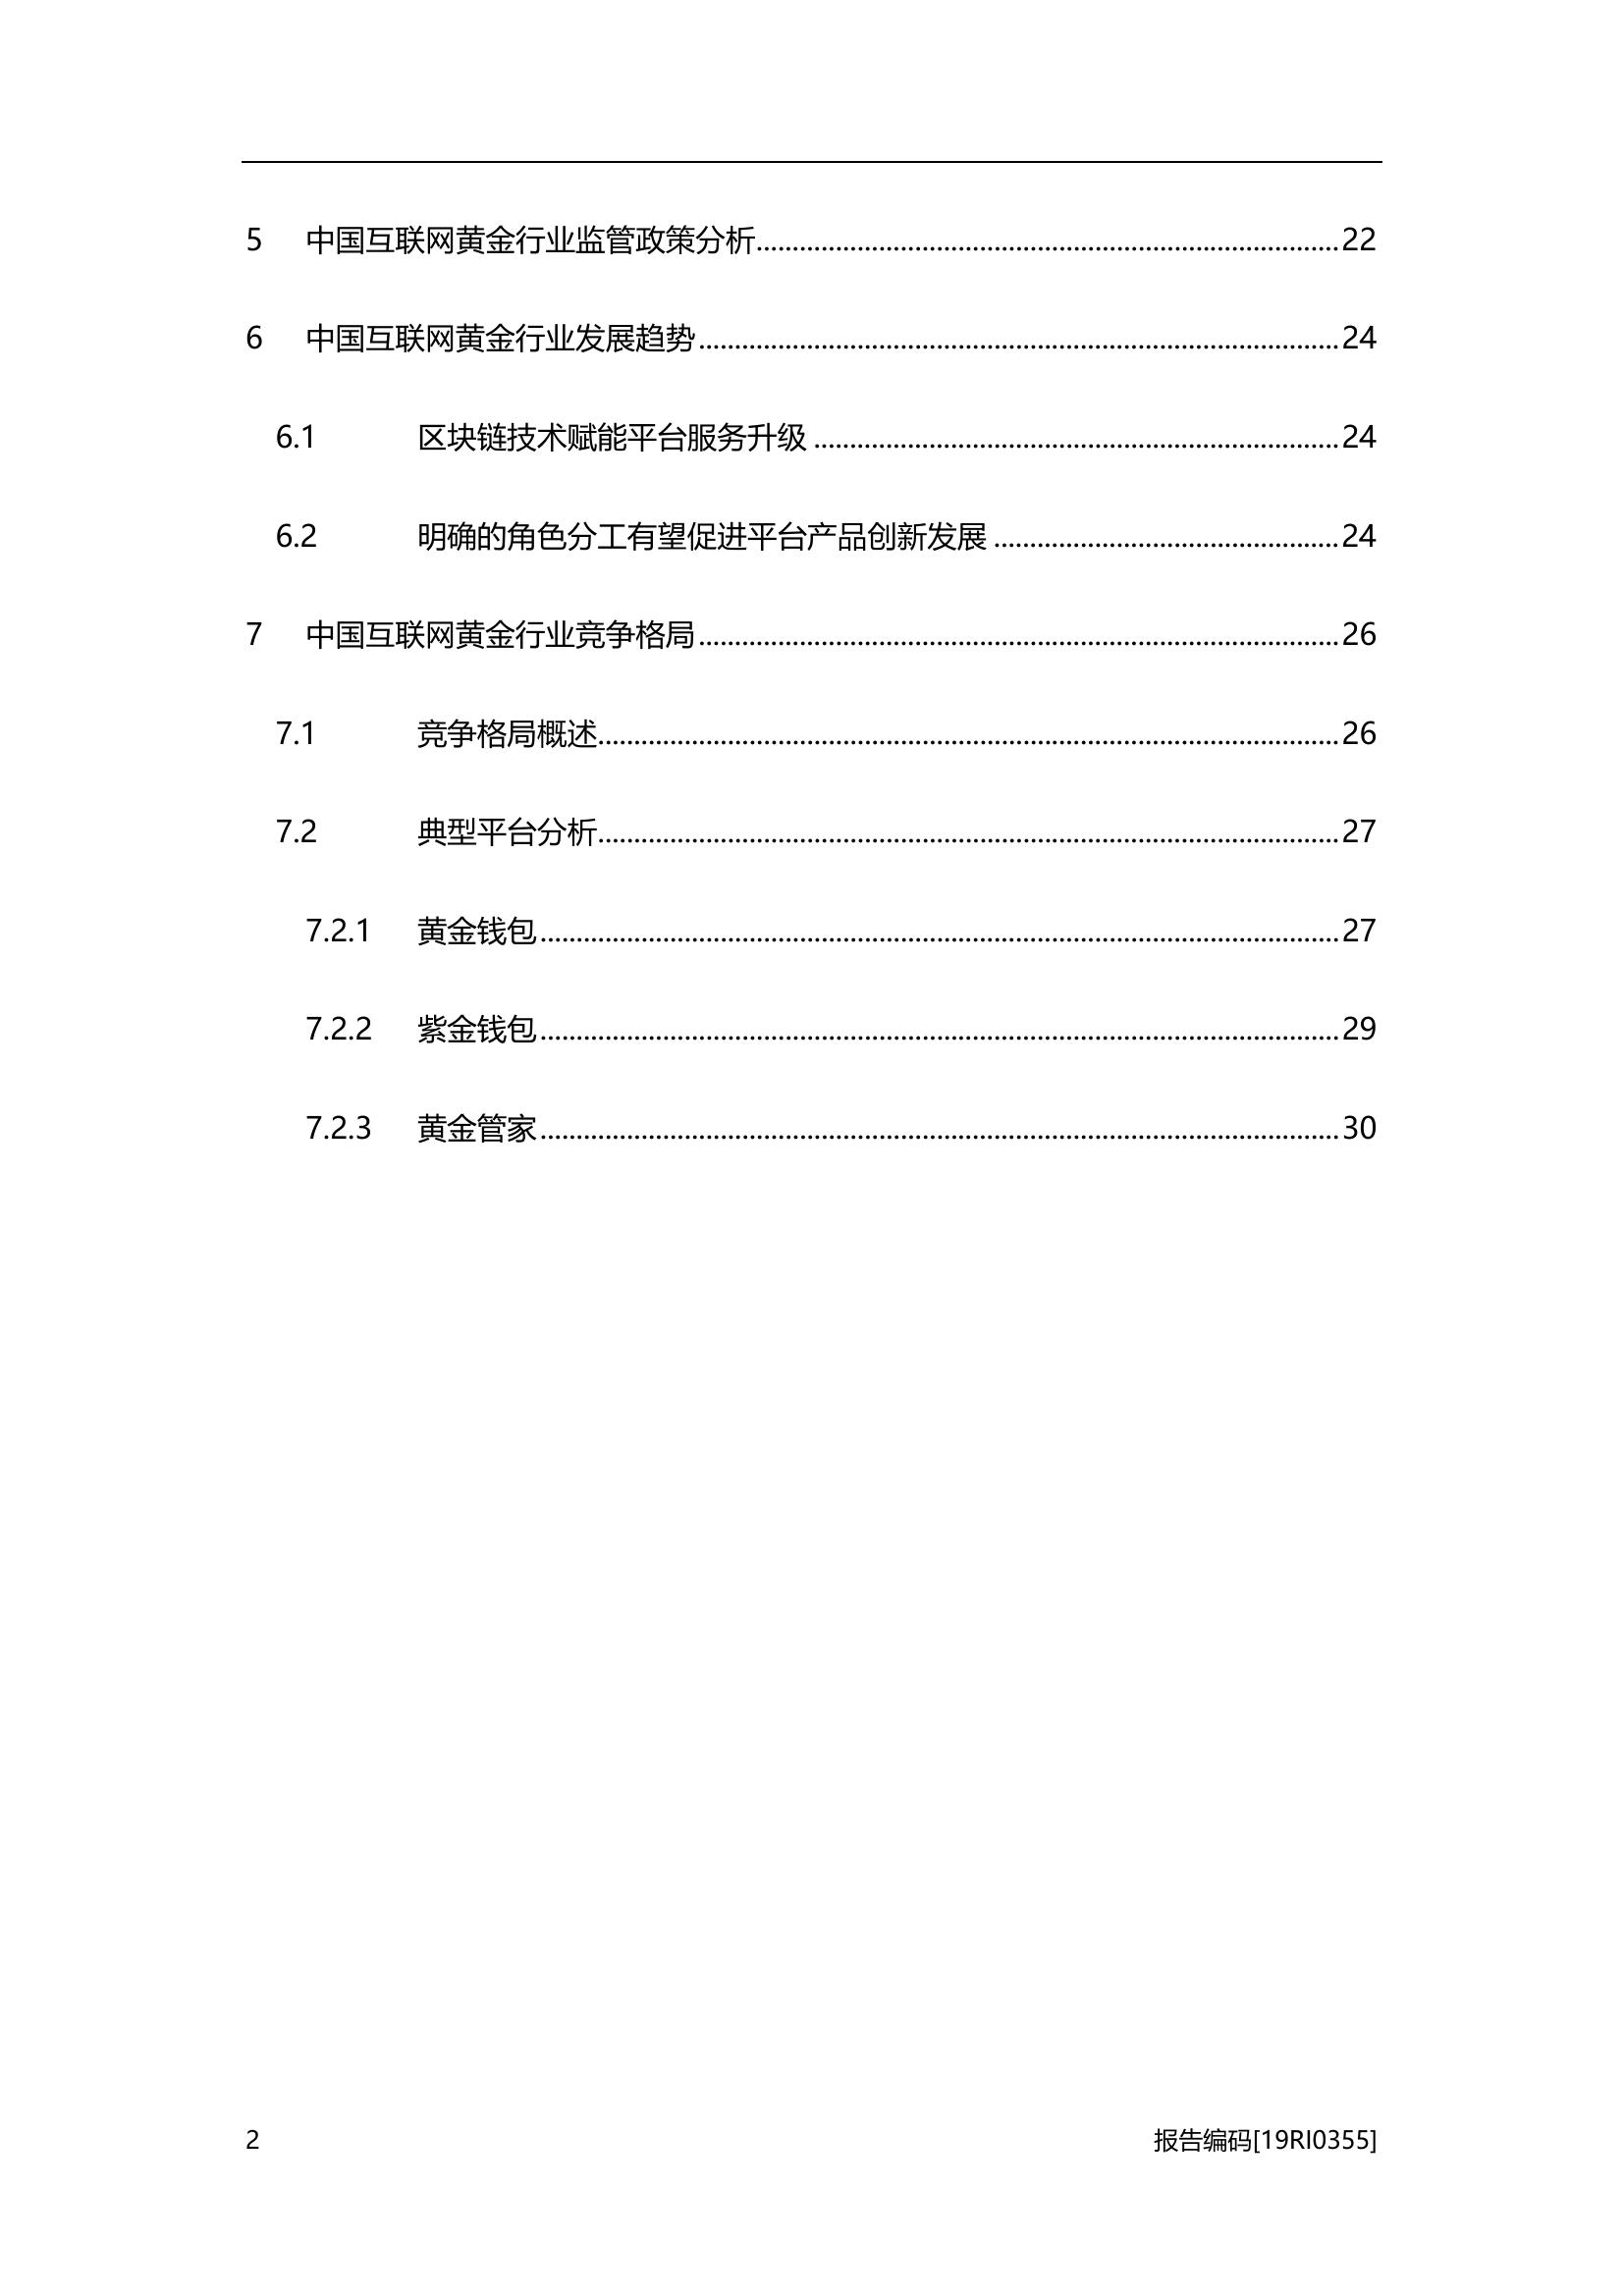 5 中国互联网黄金行业监管政策分析 22
6 中国互联网黄金行业发展趋势 24
6.1 区块链技术赋能平台服务升级 24
6.2 明确的角色分工有望促进平台产品创新发展 24
7 中国互联网黄金行业竞争格局 26
7.1 竞争格局概述 26
7.2 典型平台分析 27
7.2.1 黄金钱包 27
7.2.2 紫金钱包 29
7.2.3 黄金管家 30
2 报告编码[19RI0355]